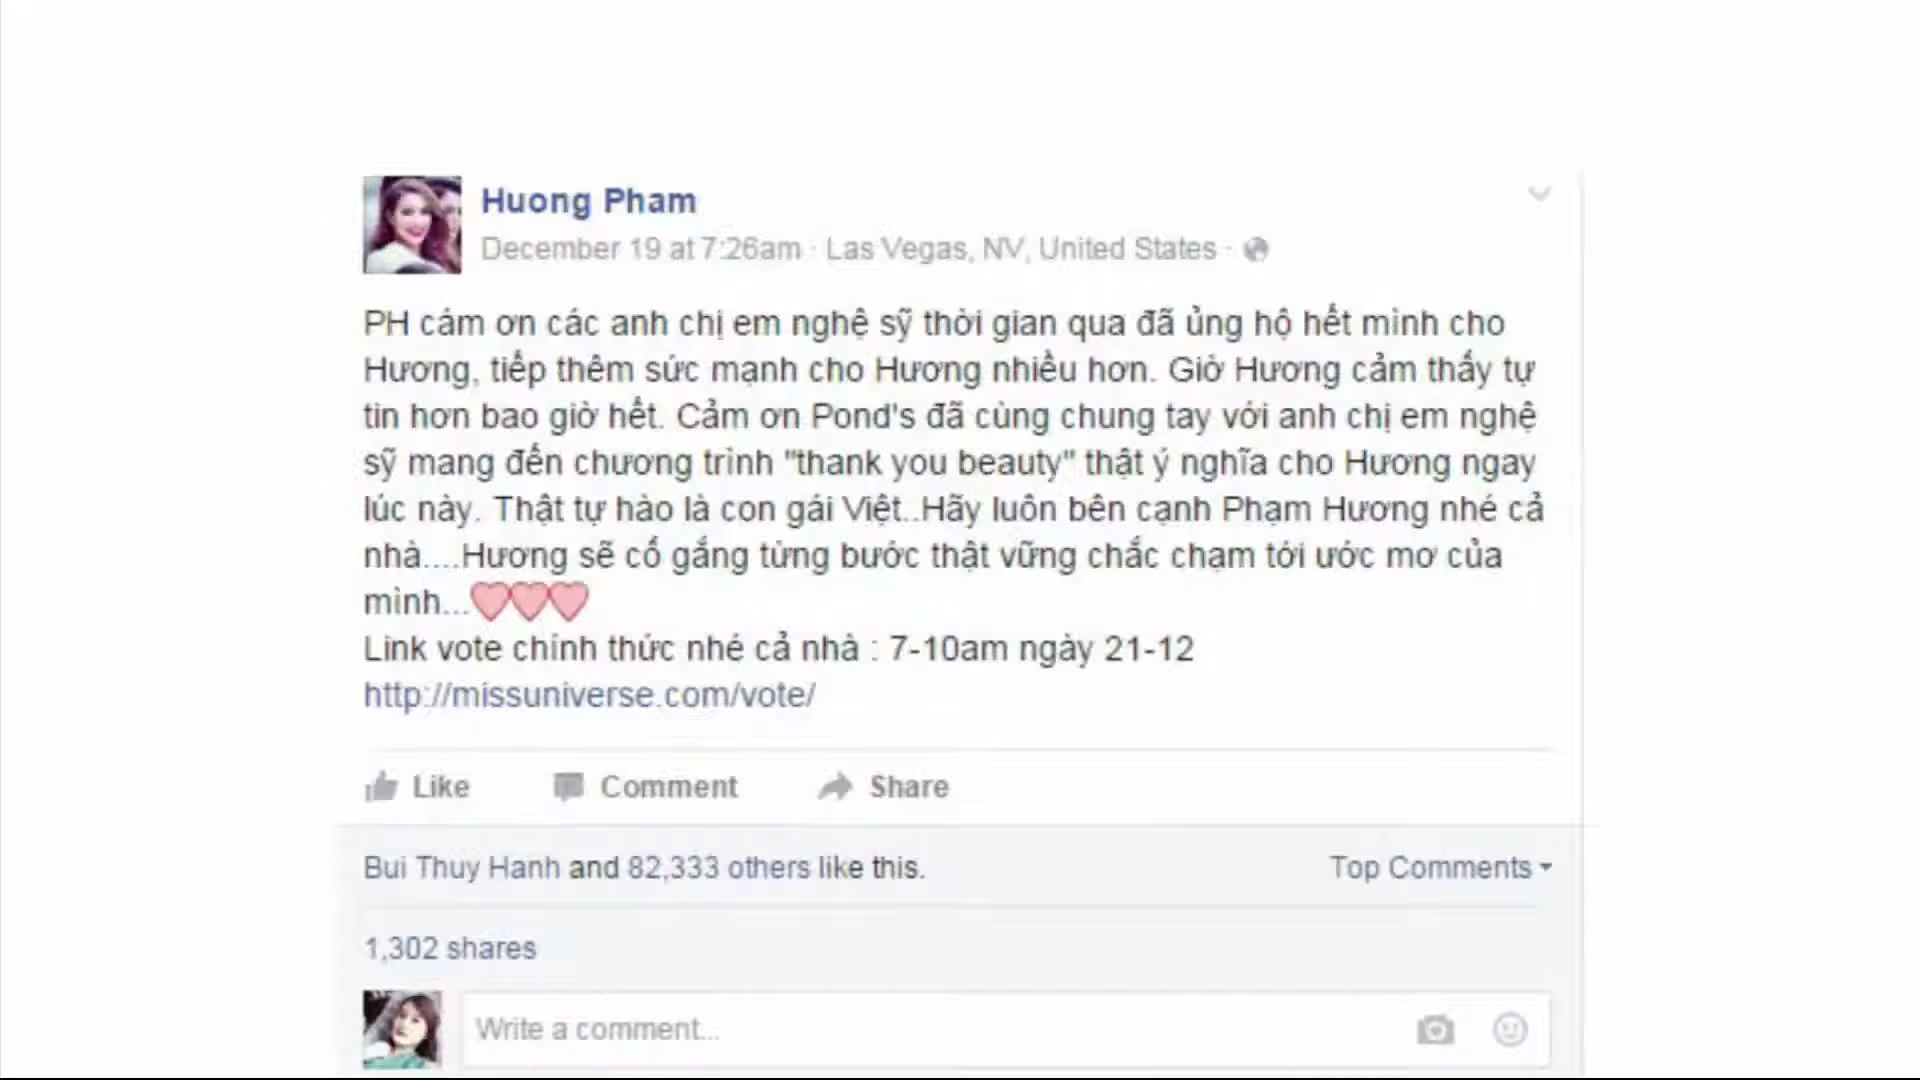 Huong Pham
December 19 at 7:26am · Las Vegas, NV, United States ·
PH cám ơn các anh chị em nghệ sỹ thời gian qua đã ủng hộ hết mình cho
Hương, tiếp thêm sức mạnh cho Hương nhiều hơn. Giờ Hương cảm thấy tự
tin hơn bao giờ hết. Cảm ơn Pond's đã cùng chung tay với anh chị em nghệ
sỹ mang đến chương trình "thank you beauty" thật ý nghĩa cho Hương ngay
lúc này. Thật tự hào là con gái Việt..Hãy luôn bên cạnh Phạm Hương nhé cả
nhà....Hương sẽ cố gắng từng bước thật vững chắc chạm tới ước mơ của
mình...
Link vote chính thức nhé cả nhà : 7-10am ngày 21-12
http://missuniverse.com/vote/
Like Comment Share
Bui Thuy Hanh and 82,333 others like this. Top Comments
1,302 shares
Write a comment...